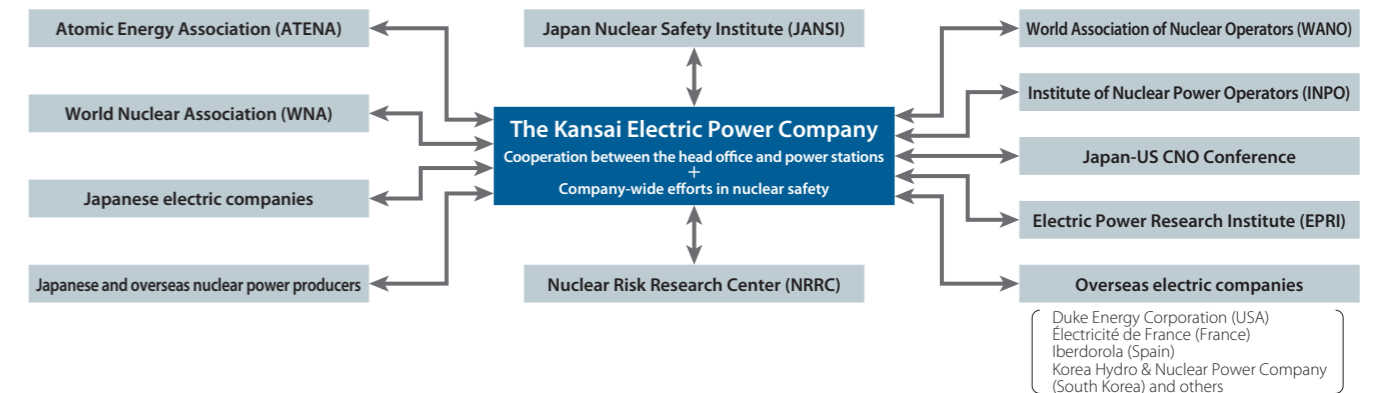 Atomic Energy Association (ATENA)
World Nuclear Association (WNA)
Japanese electric companies
Japanese and overseas nuclear power producers
Japan Nuclear Safety Institute (JANSI)
The Kansai Electric Power Company
Cooperation between the head office and power stations
+
Company-wide efforts in nuclear safety
Nuclear Risk Research Center (NRRC)
World Association of Nuclear Operators (WANO)
Institute of Nuclear Power Operators (INPO)
Japan-US CNO Conference
Electric Power Research Institute (EPRI)
Overseas electric companies
Duke Energy Corporation (USA)
Électricité de France (France)
Iberdorola (Spain)
Korea Hydro & Nuclear Power Company
(South Korea) and others